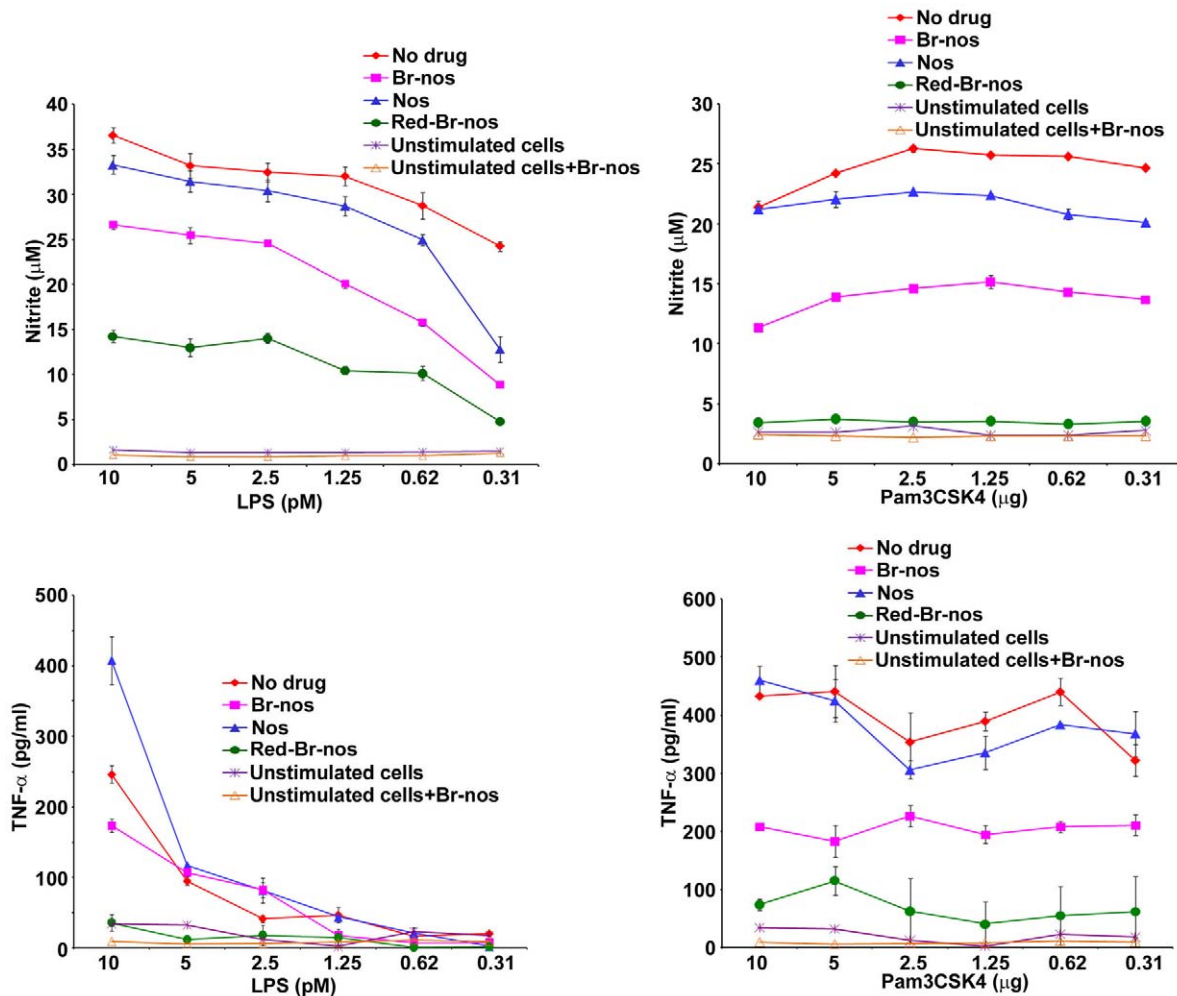 No drug
Br-nos
Nos
Red-Br-nos
Unstimulated cells
Unstimulated cells+Br-nos
40
35
30
25
20
15
10
5
0
Nitrite (μM)
10 5 2.5 1.25 0.62 0.31
LPS (pM)
No drug
Br-nos
Nos
Red-Br-nos
Unstimulated cells
Unstimulated cells+Br-nos
30
25
20
15
10
5
0
Nitrite (μM)
10 5 2.5 1.25 0.62 0.31
Pam3CSK4 (μg)
500
400
300
200
100
0
TNF-α (pg/ml)
No drug
Br-nos
Nos
Red-Br-nos
Unstimulated cells
Unstimulated cells+Br-nos
10 5 2.5 1.25 0.62 0.31
LPS (pM)
No drug
Br-nos
Nos
Red-Br-nos
Unstimulated cells
Unstimulated cells+Br-nos
600
500
400
300
200
100
0
TNF-α (pg/ml)
10 5 2.5 1.25 0.62 0.31
Pam3CSK4 (μg)